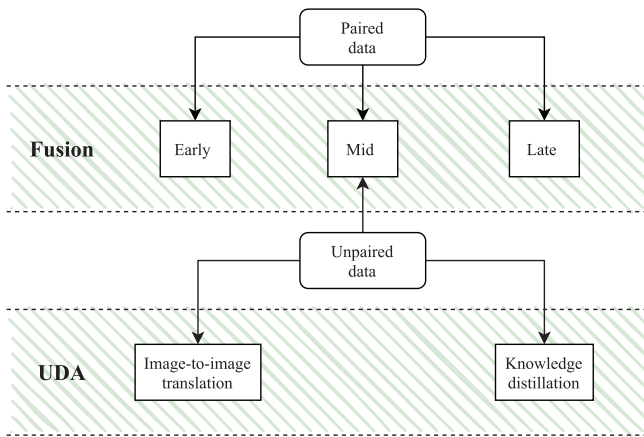 Paired
data
Fusion
Early
Mid
Late
Unpaired
data
UDA
Image-to-image
translation
Knowledge
distillation